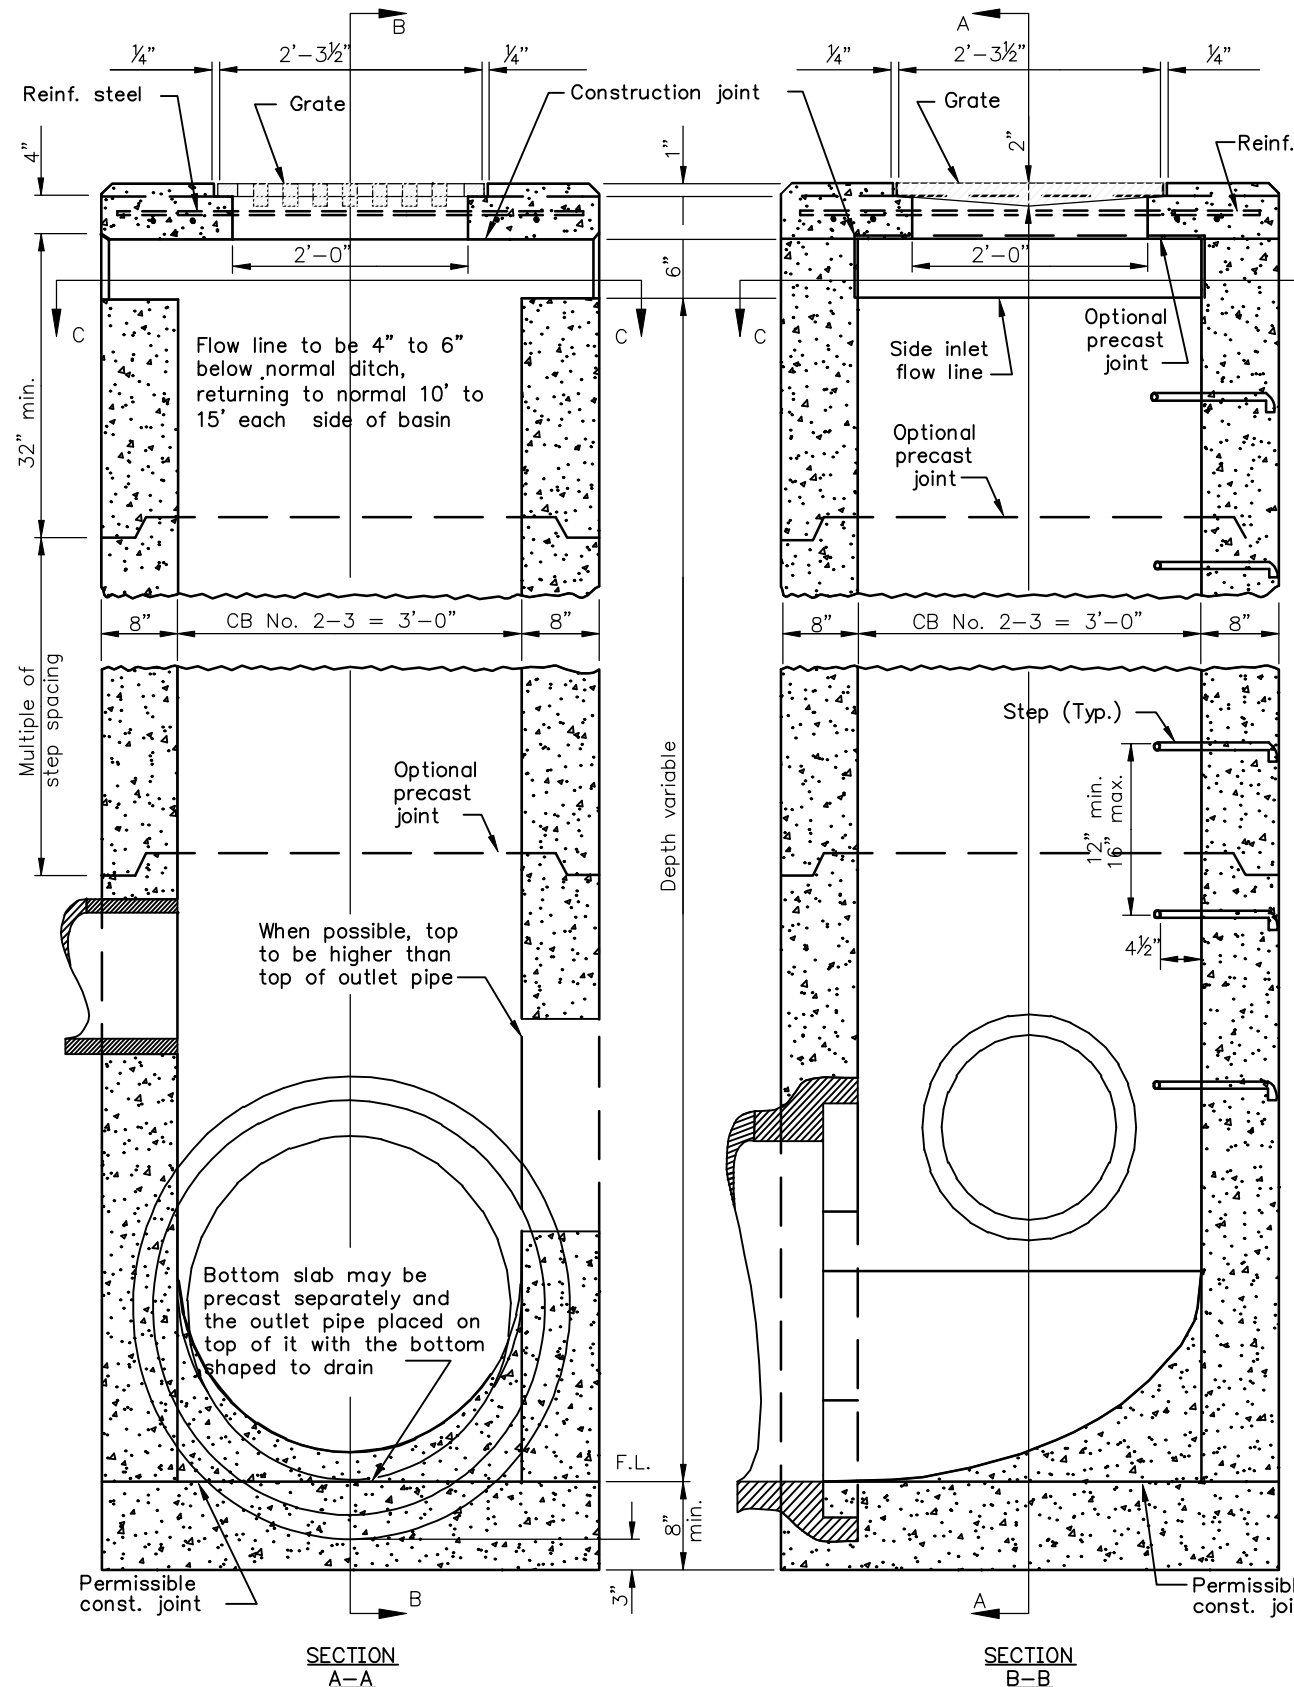 B
A
¼"
2'-3½"
¼"
¼"
2'-3½"
¼"
Reinf. steel
Grate
Construction joint
Grate
Reinf.
4"
1"
2"
2'-0"
6"
2'-0"
C
C
C
Flow line to be 4" to 6"
below normal ditch,
returning to normal 10' to
15' each side of basin
Side inlet
flow line
Optional
precast
joint
32" min.
Optional
precast
joint
8"
CB No. 2-3 = 3'-0"
8"
8"
CB No. 2-3 = 3'-0"
8"
Multiple of
step spacing
Depth variable
Step (Typ.)
Optional
precast
joint
12" min.
16" max.
When possible, top
to be higher than
top of outlet pipe
4½"
Bottom slab may be
precast separately and
the outlet pipe placed on
top of it with the bottom
shaped to drain
F.L.
8"
min.
3"
Permissible
const. joint
B
A
Permissibl
const. joi
SECTION
A-A
SECTION
B-B